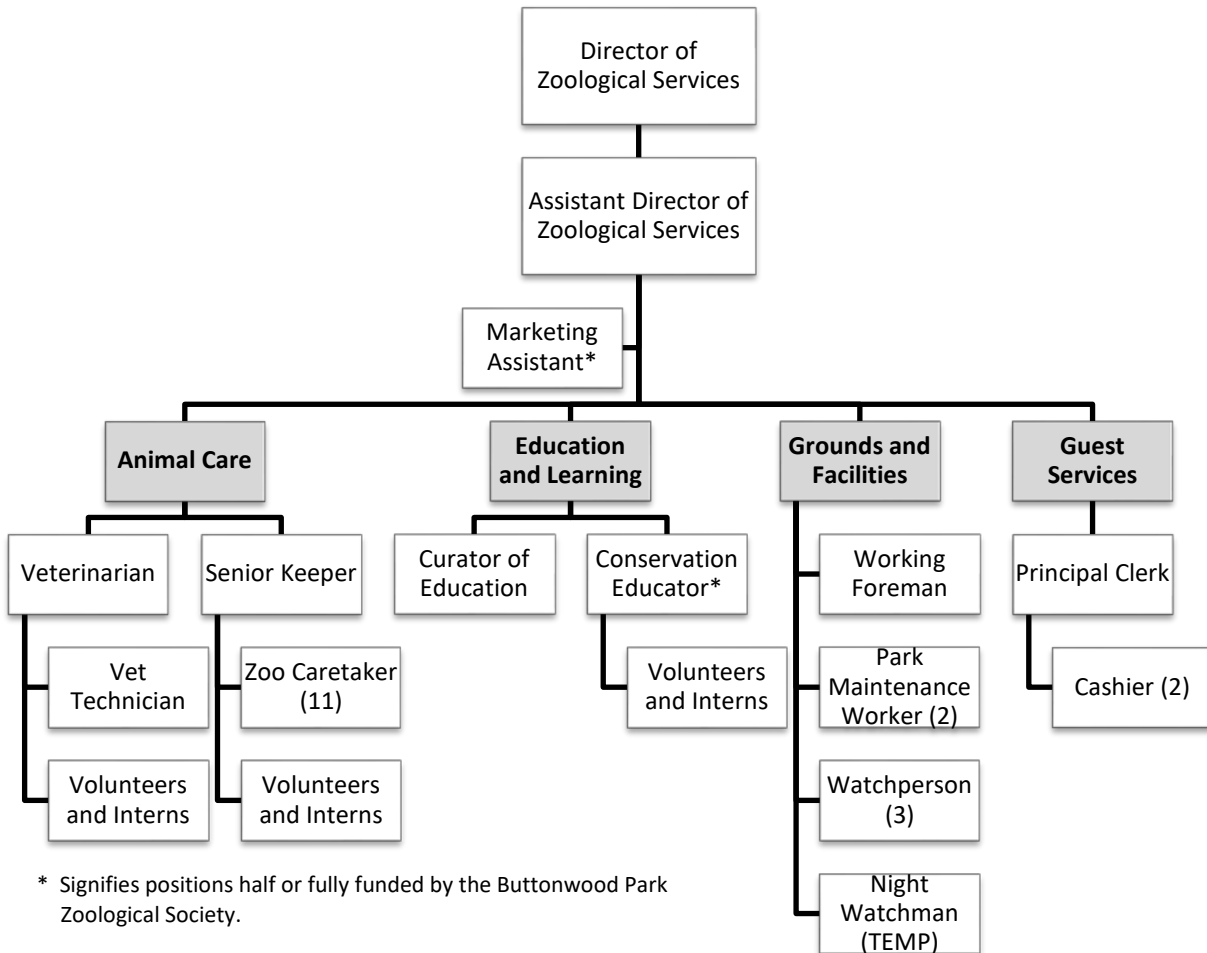 Director of
Zoological Services
Assistant Director of
Zoological Services
Marketing
Assistant*
Animal Care
Education
and Learning
Grounds and
Facilities
Guest
Services
Veterinarian
Senior Keeper
Curator of
Education
Conservation
Educator*
Working
Foreman
Principal Clerk
Vet
Technician
Zoo Caretaker
(11)
Volunteers
and Interns
Park
Maintenance
Worker (2)
Cashier (2)
Volunteers
and Interns
Volunteers
and Interns
Watchperson
(3)
Night
Watchman
(TEMP)
* Signifies positions half or fully funded by the Buttonwood Park
Zoological Society.